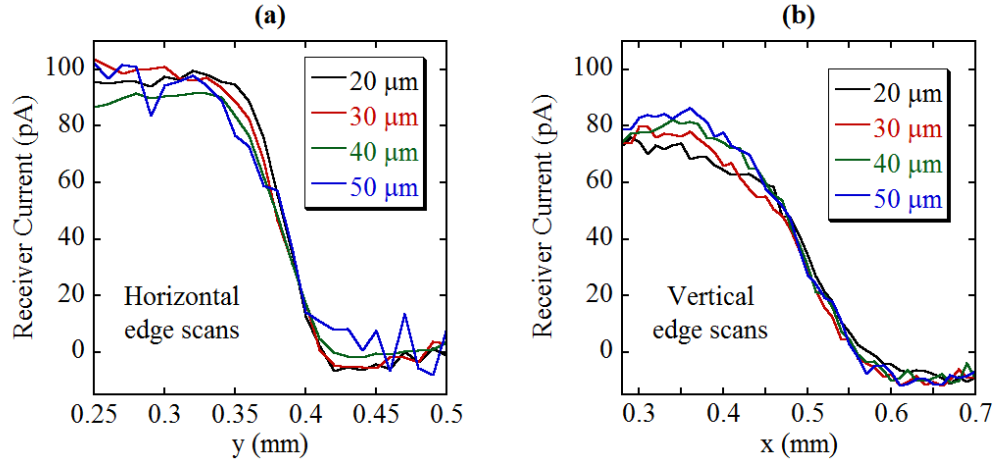 (a)
Receiver Current (pA)
100
80
60
40
20
0
20 μm
30 μm
40 μm
50 μm
Horizontal
edge scans
0.25
0.3
0.35
0.4
0.45
0.5
y (mm)
(b)
Receiver Current (pA)
100
80
60
40
20
0
20 μm
30 μm
40 μm
50 μm
Vertical
edge scans
0.3
0.4
0.5
0.6
0.7
x (mm)